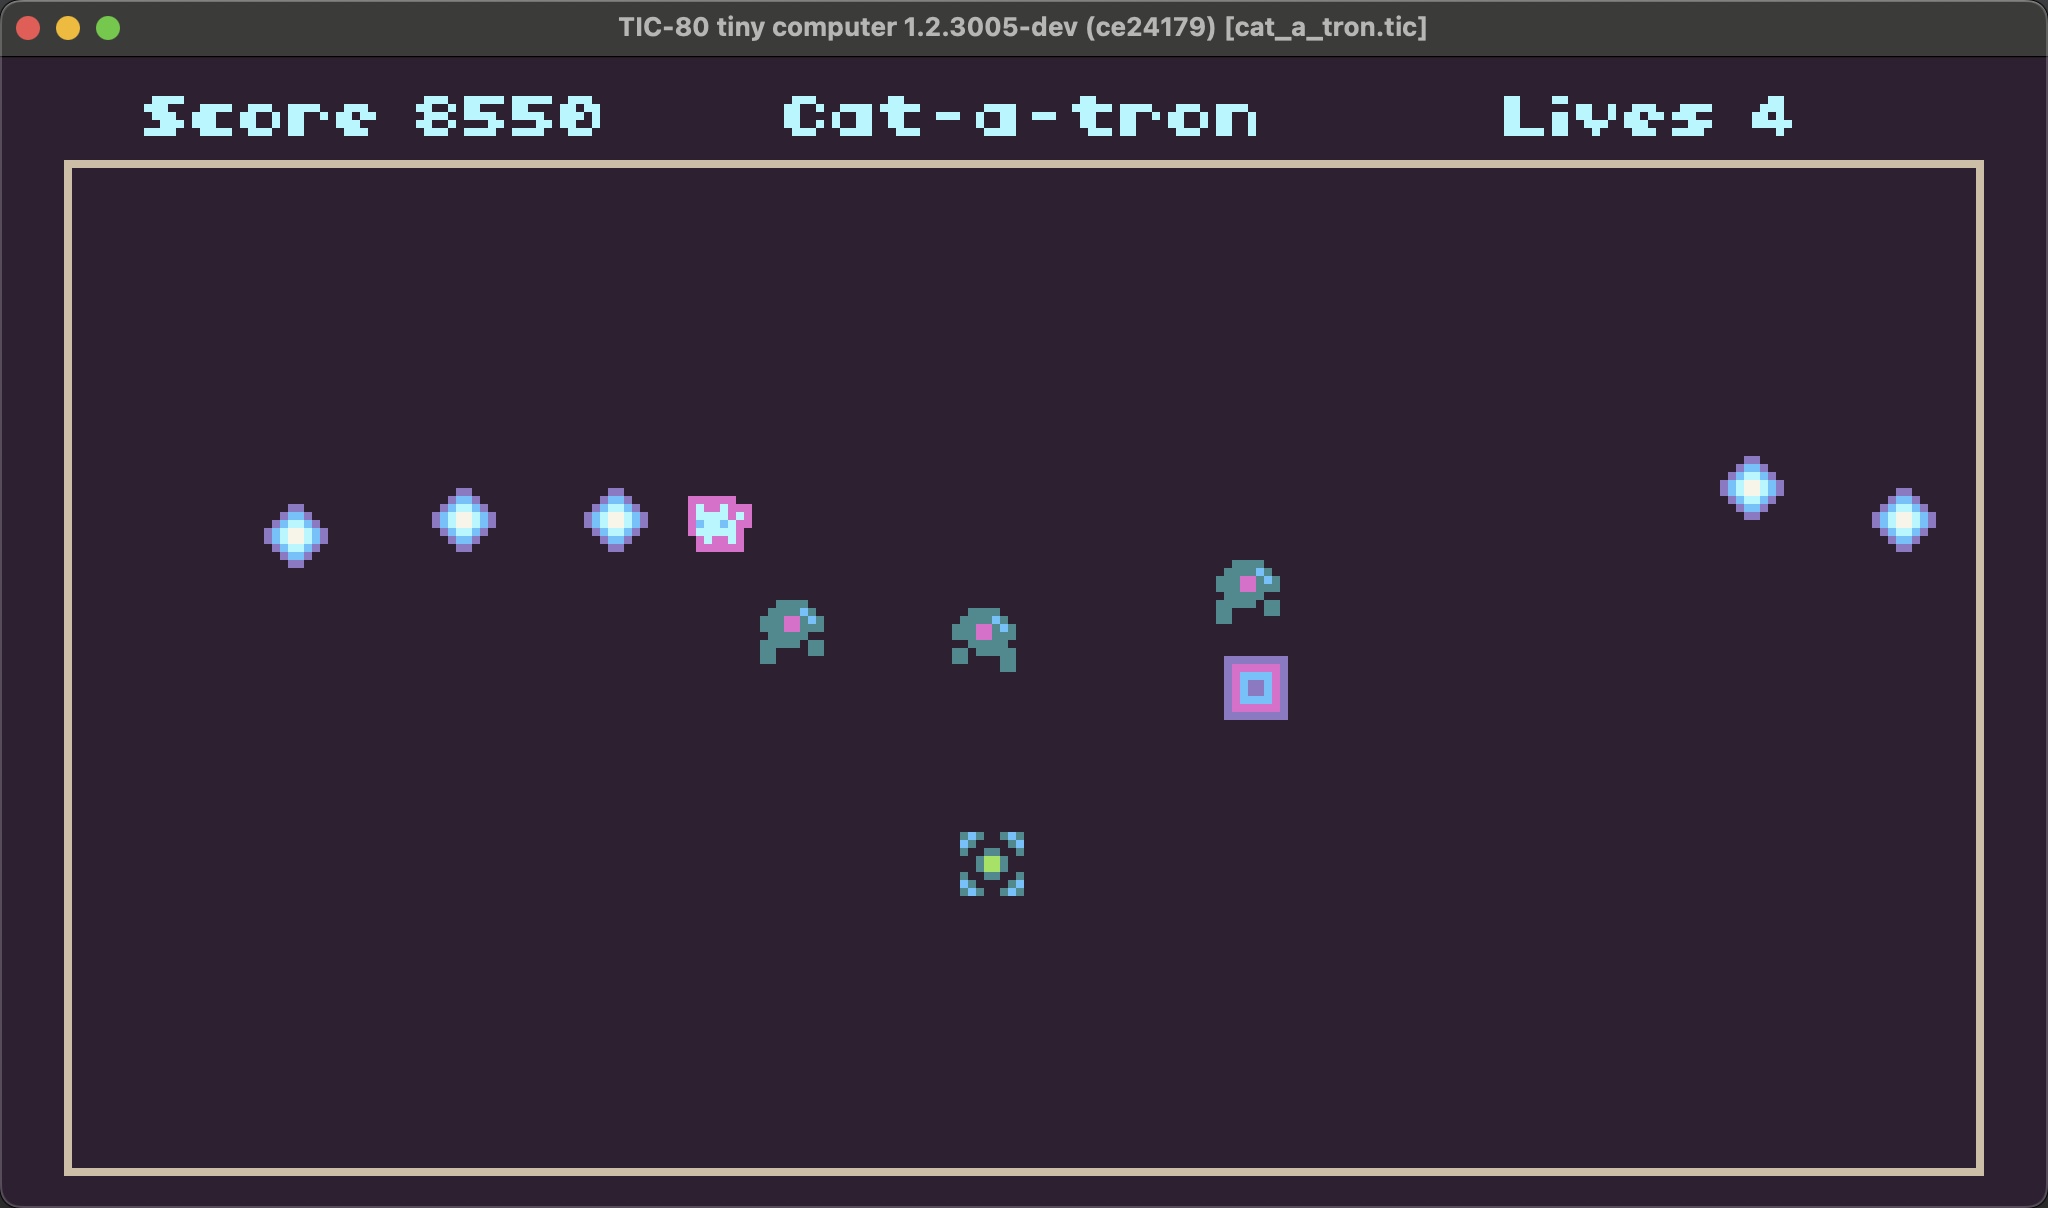 TIC-80 tiny computer 1.2.3005-dev (ce24179) [cat_a_tron.tic]
Score 8550 Cat-a-tron Lives 4